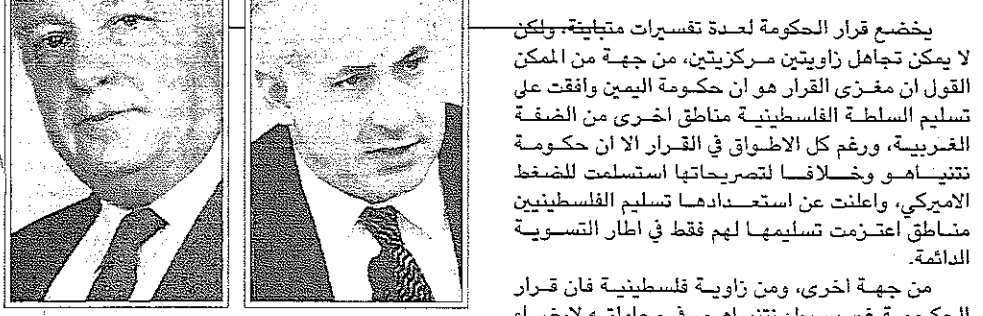 يخضع قرار الحكومة لعدة تفسيرات متباينة، ولكن
لا يمكن تجاهل زاويتين مركزيتين، من جهة من الممكن
القول ان مغزى القرار هو ان حكومة اليمين وافقت على
تسليم السلطة الفلسطينية مناطق اخرى من الضفة
الغربية، ورغم كل الاطواق في القرار الا ان حكومة
نتنياهو وخلافا لتصريحاتها استسلمت للضغط
الاميركي، واعلنت عن استعدادها تسليم الفلسطينيين
مناطق اعتزمت تسليمها لهم فقط في اطار التسوية
الدائمة.
من جهة اخرى، ومن زاوية فلسطينية فان قرار